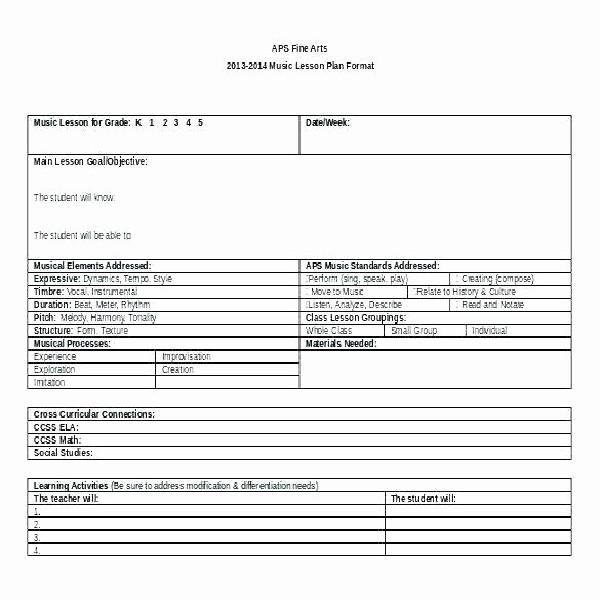 APS Fine Arts
2013-2014 Music Lesson Plan Format
Music Lesson for Grade: K 1 2 3 4 5
Date/Week:
Main Lesson Goal/Objective:
The student will know:
The student will be able to
Musical Elements Addressed:
APS Music Standards Addressed:
Expressive: Dynamics, Tempo, Style
Perform (sing, speak, play)
Creating (compose)
Timbre: Vocal, Instrumental
Move to Music
Relate to History & Culture
Duration: Beat, Meter, Rhythm
Listen, Analyze, Describe
Read and Notate
Pitch: Melody, Harmony, Tonality
Class Lesson Groupings:
Structure: Form, Texture
Whole Class
Small Group
Individual
Musical Processes:
Materials Needed:
Experience
Improvisation
Exploration
Creation
Imitation
Cross Curricular Connections:
CCSS ELA:
CCSS Math:
Social Studies:
Learning Activities (Be sure to address modification & differentiation needs)
The teacher will:
The student will:
1.
2.
3.
4.